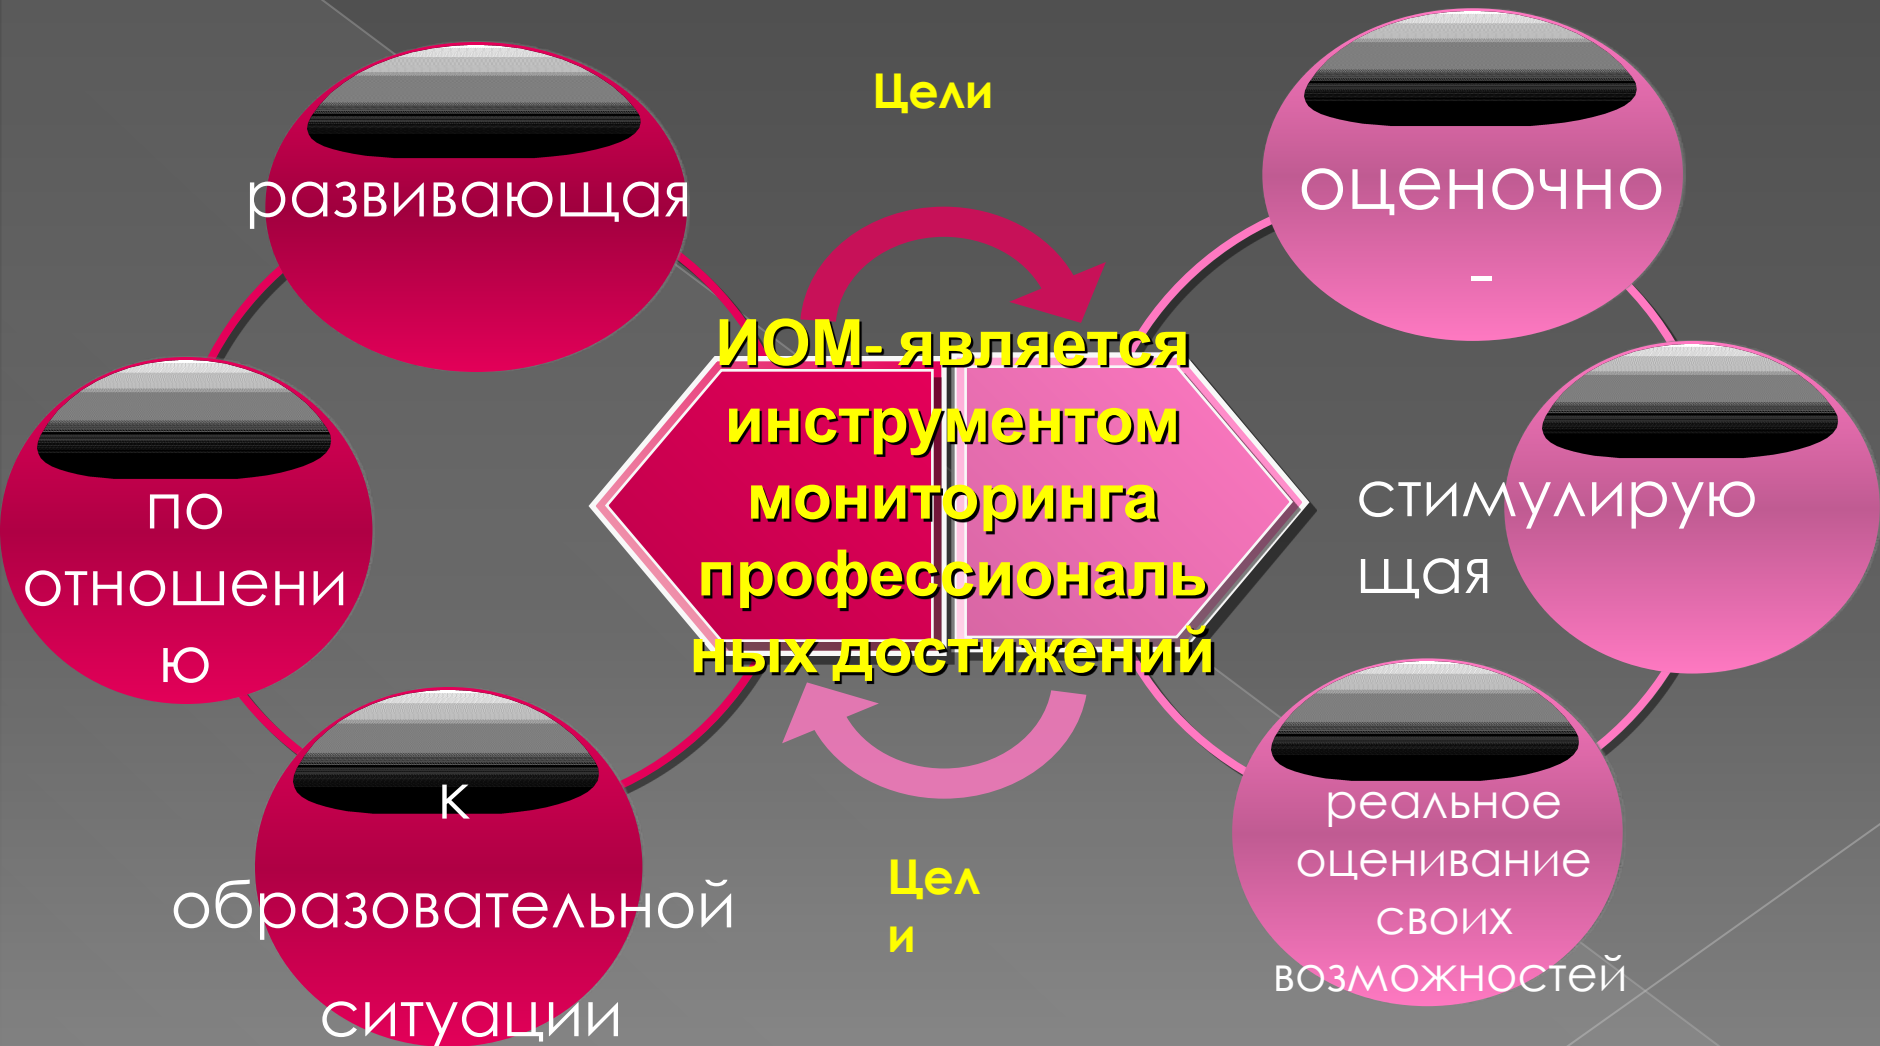 Цели
развивающая
по
отношени
ю
к
образовательной
ситуации
ИОМ- является
инструментом
мониторинга
профессиональ
ных достижений
оценочно
-
стимулирую
щая
реальное
оценивание
своих
возможностей
Цел
и